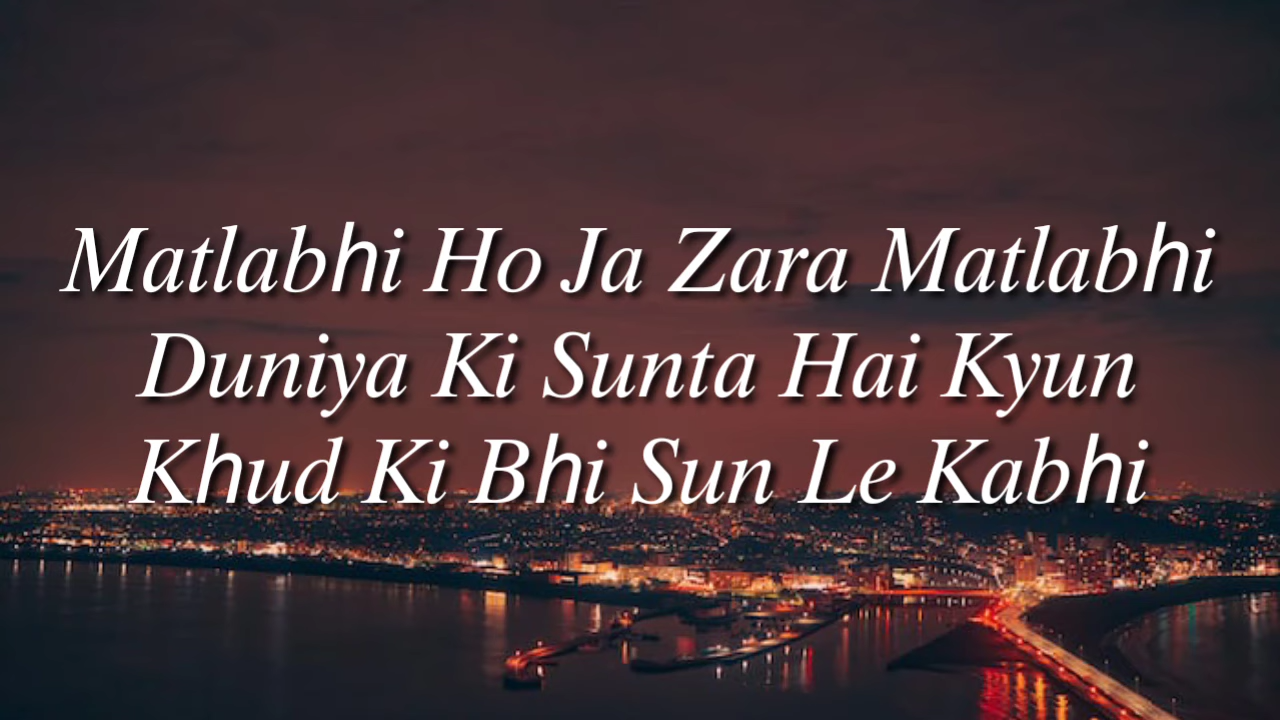 Matlabhi Ho Ja Zara Matlabhi
Duniya Ki Sunta Hai Kyun
Khud Ki Bhi Sun Le Kabhi